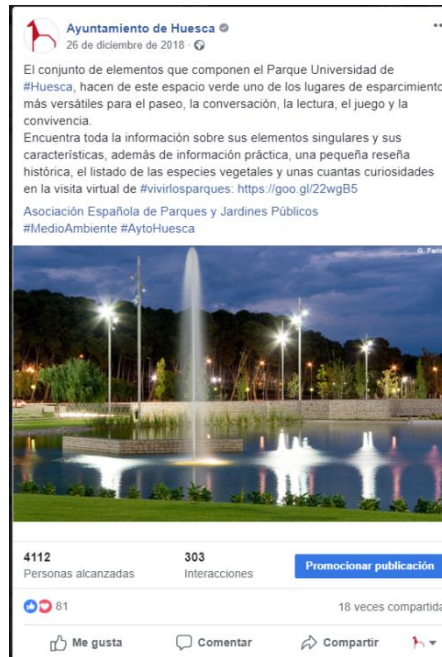 Ayuntamiento de Huesca
26 de diciembre de 2018 ·
El conjunto de elementos que componen el Parque Universidad de
#Huesca, hacen de este espacio verde uno de los lugares de esparcimiento
más versátiles para el paseo, la conversación, la lectura, el juego y la
convivencia.
Encuentra toda la información sobre sus elementos singulares y sus
características, además de información práctica, una pequeña reseña
histórica, el listado de las especies vegetales y unas cuantas curiosidades
en la visita virtual de #vivirlosparques: https://goo.gl/22wgB5
Asociación Española de Parques y Jardines Públicos
#MedioAmbiente #AytoHuesca
4112
Personas alcanzadas
303
Interacciones
Promocionar publicación
81
18 veces compartida
Me gusta
Comentar
Compartir